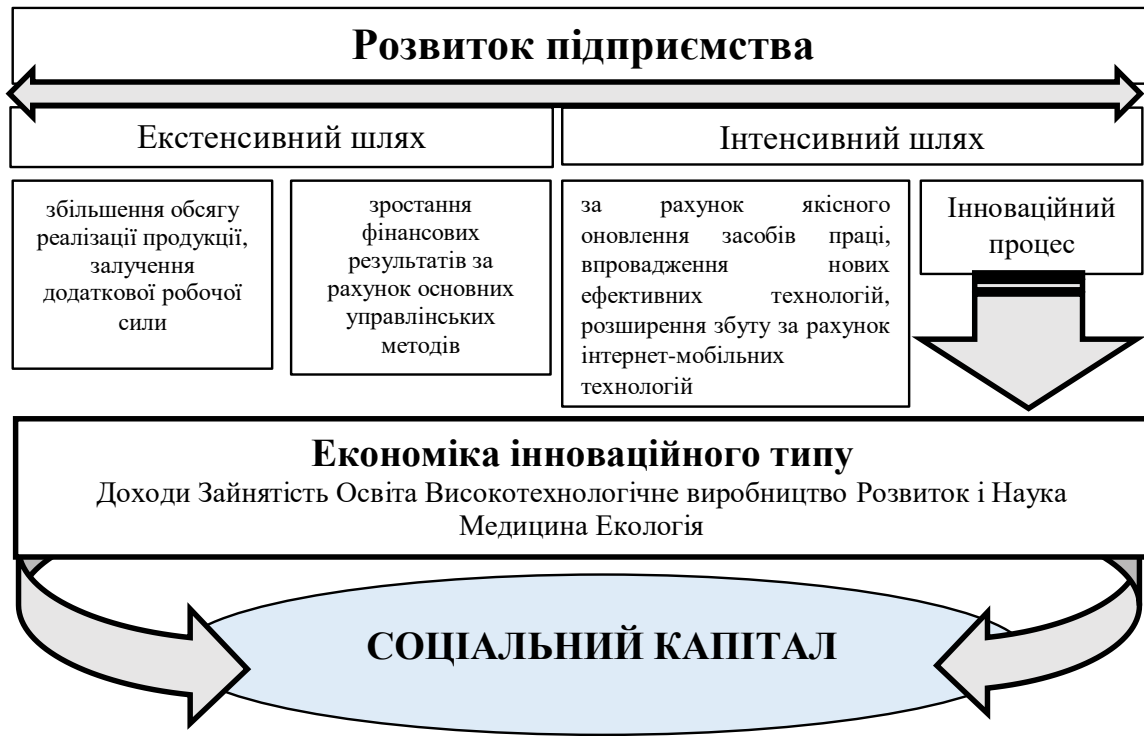 Розвиток підприємства
Екстенсивний шлях
Інтенсивний шлях
збільшення обсягу
реалізації продукції,
залучення
додаткової робочої
сили
зростання
фінансових
результатів за
рахунок основних
управлінських
методів
за рахунок якісного
оновлення засобів праці,
впровадження нових
ефективних технологій,
розширення збуту за рахунок
інтернет-мобільних
технологій
Інноваційний
процес
Економіка інноваційного типу
Доходи Зайнятість Освіта Високотехнологічне виробництво Розвиток і Наука
Медицина Екологія
СОЦІАЛЬНИЙ КАПІТАЛ